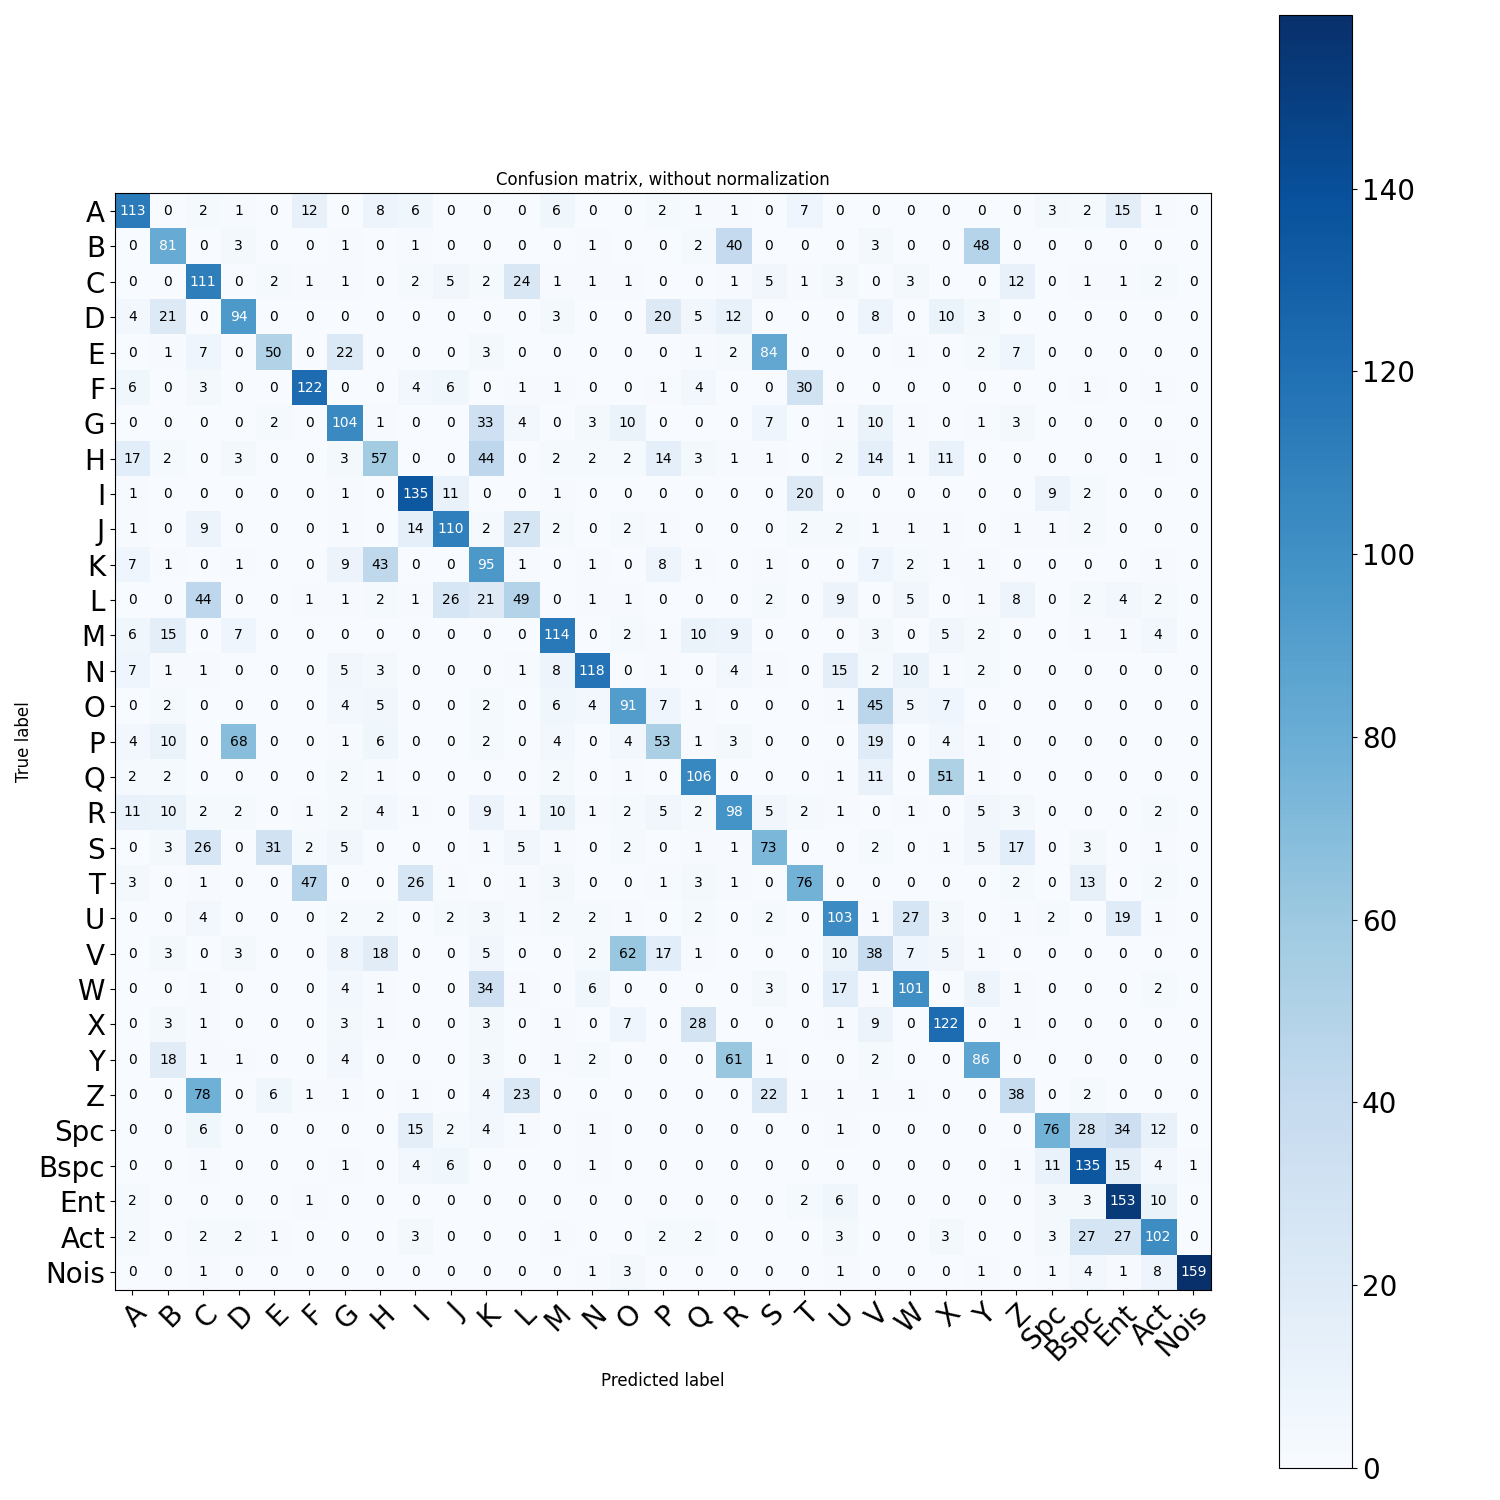 Confusion matrix, without normalization
A 113 0 2 1 0 12 0 8 6 0 0 0 6 0 0 2 1 1 0 7 0 0 0 0 0 0 3 2 15 1 0
B 0 81 0 3 0 0 1 0 1 0 0 0 0 1 0 0 2 40 0 0 0 3 0 0 48 0 0 0 0 0 0
C 0 0 111 0 2 1 1 0 2 5 2 24 1 1 1 0 0 1 5 1 3 0 3 0 0 12 0 1 1 2 0
D 4 21 0 94 0 0 0 0 0 0 0 0 3 0 0 20 5 12 0 0 0 8 0 10 3 0 0 0 0 0 0
E 0 1 7 0 50 0 22 0 0 0 3 0 0 0 0 0 1 2 84 0 0 0 1 0 2 7 0 0 0 0 0
F 6 0 3 0 0 122 0 0 4 6 0 1 1 0 0 1 4 0 0 30 0 0 0 0 0 0 0 1 0 1 0
G 0 0 0 0 2 0 104 1 0 0 33 4 0 3 10 0 0 0 7 0 1 10 1 0 1 3 0 0 0 0 0
H 17 2 0 3 0 0 3 57 0 0 44 0 2 2 2 14 3 1 1 0 2 14 1 11 0 0 0 0 0 1 0
I 1 0 0 0 0 0 1 0 135 11 0 0 1 0 0 0 0 0 0 20 0 0 0 0 0 0 9 2 0 0 0
J 1 0 9 0 0 0 1 0 14 110 2 27 2 0 2 1 0 0 0 2 2 1 1 1 0 1 1 2 0 0 0
K 7 1 0 1 0 0 9 43 0 0 95 1 0 1 0 8 1 0 1 0 0 7 2 1 1 0 0 0 0 1 0
L 0 0 44 0 0 1 1 2 1 26 21 49 0 1 1 0 0 0 2 0 9 0 5 0 1 8 0 2 4 2 0
M 6 15 0 7 0 0 0 0 0 0 0 0 114 0 2 1 10 9 0 0 0 3 0 5 2 0 0 1 1 4 0
N 7 1 1 0 0 0 5 3 0 0 0 1 8 118 0 1 0 4 1 0 15 2 10 1 2 0 0 0 0 0 0
O 0 2 0 0 0 0 4 5 0 0 2 0 6 4 91 7 1 0 0 0 1 45 5 7 0 0 0 0 0 0 0
P 4 10 0 68 0 0 1 6 0 0 2 0 4 0 4 53 1 3 0 0 0 19 0 4 1 0 0 0 0 0 0
Q 2 2 0 0 0 0 2 1 0 0 0 0 2 0 1 0 106 0 0 0 1 11 0 51 1 0 0 0 0 0 0
R 11 10 2 2 0 1 2 4 1 0 9 1 10 1 2 5 2 98 5 2 1 0 1 0 5 3 0 0 0 2 0
S 0 3 26 0 31 2 5 0 0 0 1 5 1 0 2 0 1 1 73 0 0 2 0 1 5 17 0 3 0 1 0
T 3 0 1 0 0 47 0 0 26 1 0 1 3 0 0 1 3 1 0 76 0 0 0 0 0 2 0 13 0 2 0
U 0 0 4 0 0 0 2 2 0 2 3 1 2 2 1 0 2 0 2 0 103 1 27 3 0 1 2 0 19 1 0
V 0 3 0 3 0 0 8 18 0 0 5 0 0 2 62 17 1 0 0 0 10 38 7 5 1 0 0 0 0 0 0
W 0 0 1 0 0 0 4 1 0 0 34 1 0 6 0 0 0 0 3 0 17 1 101 0 8 1 0 0 0 2 0
X 0 3 1 0 0 0 3 1 0 0 3 0 1 0 7 0 28 0 0 0 1 9 0 122 0 1 0 0 0 0 0
Y 0 18 1 1 0 0 4 0 0 0 3 0 1 2 0 0 0 61 1 0 0 2 0 0 86 0 0 0 0 0 0
Z 0 0 78 0 6 1 1 0 1 0 4 23 0 0 0 0 0 0 22 1 1 1 1 0 0 38 0 2 0 0 0
Spc 0 0 6 0 0 0 0 0 15 2 4 1 0 1 0 0 0 0 0 0 1 0 0 0 0 0 76 28 34 12 0
Bspc 0 0 1 0 0 0 1 0 4 6 0 0 0 1 0 0 0 0 0 0 0 0 0 0 0 1 11 135 15 4 1
Ent 2 0 0 0 0 1 0 0 0 0 0 0 0 0 0 0 0 0 0 2 6 0 0 0 0 0 3 3 153 10 0
Act 2 0 2 2 1 0 0 0 3 0 0 0 1 0 0 2 2 0 0 0 3 0 0 3 0 0 3 27 27 102 0
Nois 0 0 1 0 0 0 0 0 0 0 0 0 0 1 3 0 0 0 0 0 1 0 0 0 1 0 1 4 1 8 159
A B C D E F G H I J K L M N O P Q R S T U V W X Y Z Spc Bspc Ent Act Nois
True label
Predicted label
140
120
100
80
60
40
20
0